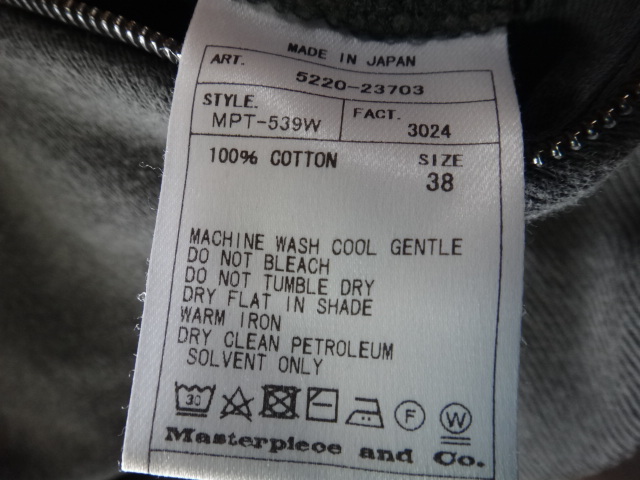 MADE IN JAPAN
ART.
5220-23703
STYLE.
MPT-539W
FACT.
3024
100% COTTON
SIZE
38
MACHINE WASH COOL GENTLE
DO NOT BLEACH
DO NOT TUMBLE DRY
DRY FLAT IN SHADE
WARM IRON
DRY CLEAN PETROLEUM
SOLVENT ONLY
30 F W
Masterpiece and Co.